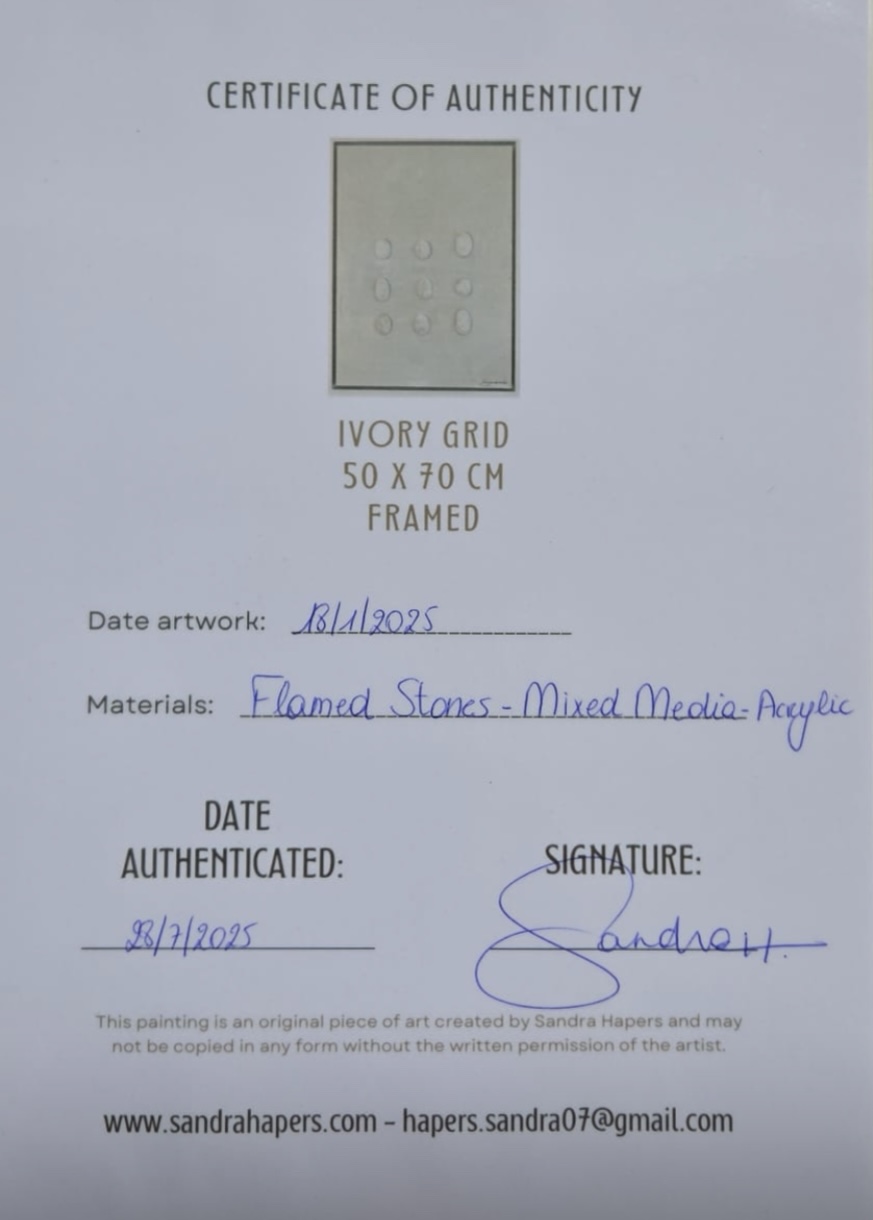 CERTIFICATE OF AUTHENTICITY
IVORY GRID
50 X 70 CM
FRAMED
Date artwork: 18/1/2025
Materials: Flamed Stones - Mixed Media - Acrylic
DATE
AUTHENTICATED:
28/7/2025
SIGNATURE:
Sandra H.
This painting is an original piece of art created by Sandra Hapers and may
not be copied in any form without the written permission of the artist.
www.sandrahapers.com – hapers.sandra07@gmail.com